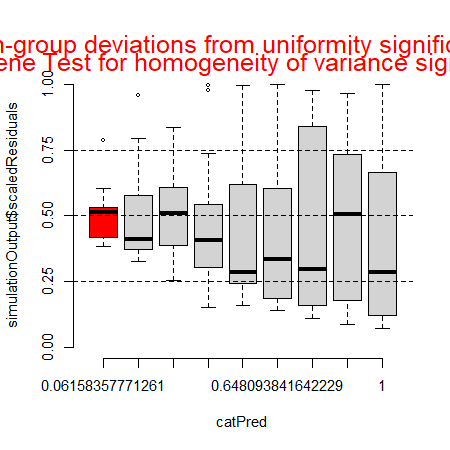 n-group deviations from uniformity signific
ene Test for homogeneity of variance sig
simulationOutput$scaledResiduals
1.00
0.75
0.50
0.25
0.00
0.06158357771261
0.648093841642229
1
catPred